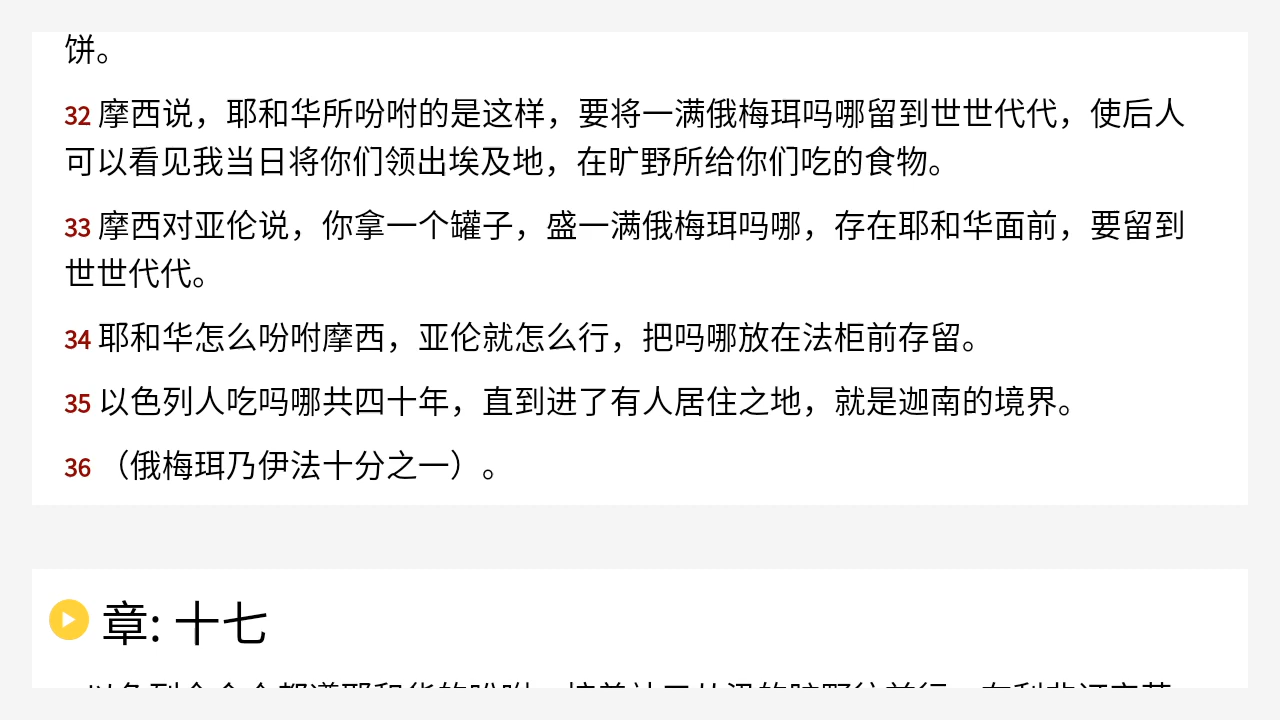 饼。
32 摩西说，耶和华所吩咐的是这样，要将一满俄梅珥吗哪留到世世代代，使后人
可以看见我当日将你们领出埃及地，在旷野所给你们吃的食物。
33 摩西对亚伦说，你拿一个罐子，盛一满俄梅珥吗哪，存在耶和华面前，要留到
世世代代。
34 耶和华怎么吩咐摩西，亚伦就怎么行，把吗哪放在法柜前存留。
35 以色列人吃吗哪共四十年，直到进了有人居住之地，就是迦南的境界。
36 （俄梅珥乃伊法十分之一）。
章: 十七